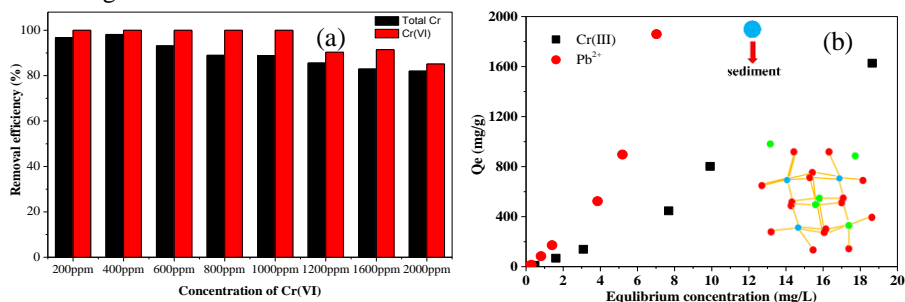 Total Cr
Cr(VI)
(a)
Removal efficiency (%)
100
80
60
40
20
0
200ppm 400ppm 600ppm 800ppm 1000ppm 1200ppm 1600ppm 2000ppm
Concentration of Cr(VI)
(b)
Cr(III)
Pb²⁺
sediment
Qe (mg/g)
2000
1600
1200
800
400
0
0 2 4 6 8 10 12 14 16 18 20
Equlibrium concentration (mg/L)